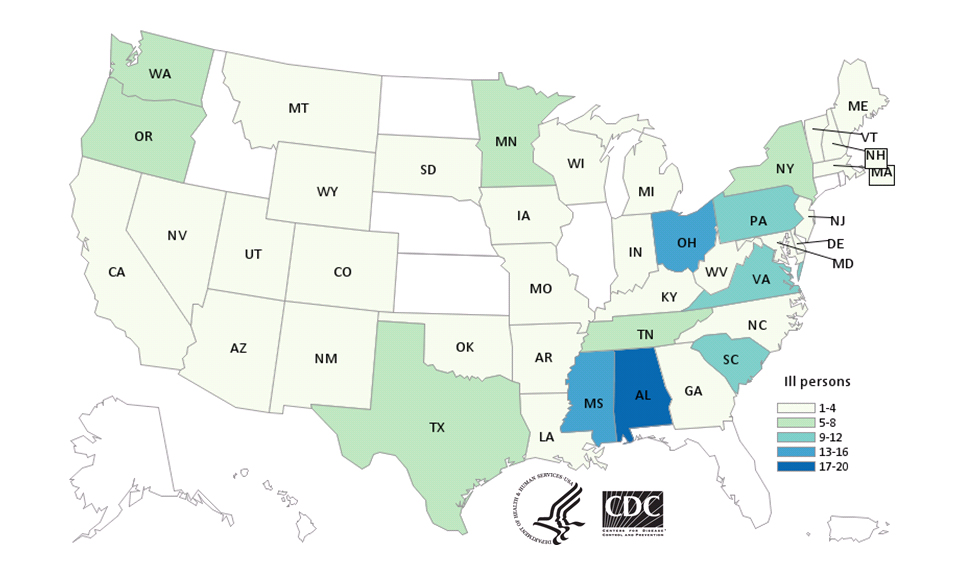 WA
OR
MT
WY
SD
MN
WI
MI
IA
NV
UT
CO
CA
AZ
NM
OK
MO
AR
TX
LA
MS
AL
GA
TN
KY
IN
OH
WV
VA
NC
SC
PA
NY
ME
VT
NH
MA
NJ
DE
MD
Ill persons
1-4
5-8
9-12
13-16
17-20
DEPARTMENT OF HEALTH & HUMAN SERVICES·USA
CDC
CENTERS FOR DISEASE
CONTROL AND PREVENTION